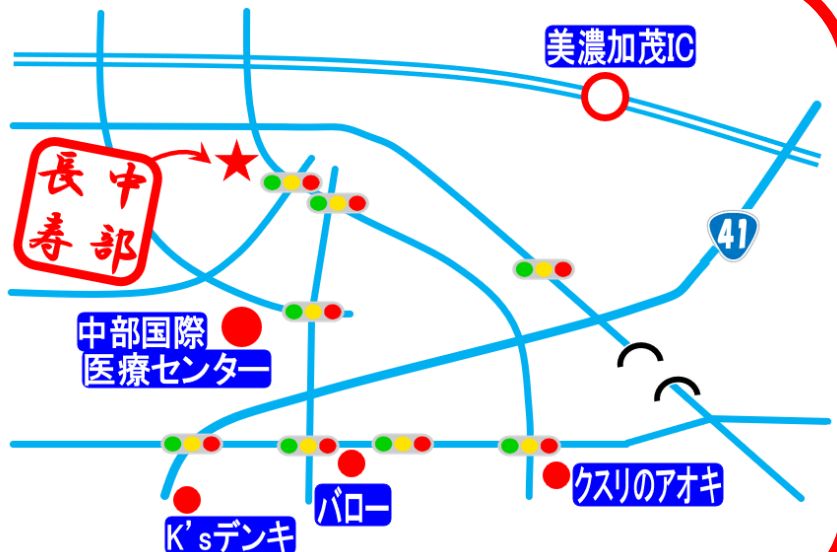 美濃加茂IC
中部
長寿
41
中部国際
医療センター
バロー
クスリのアオキ
K'sデンキ